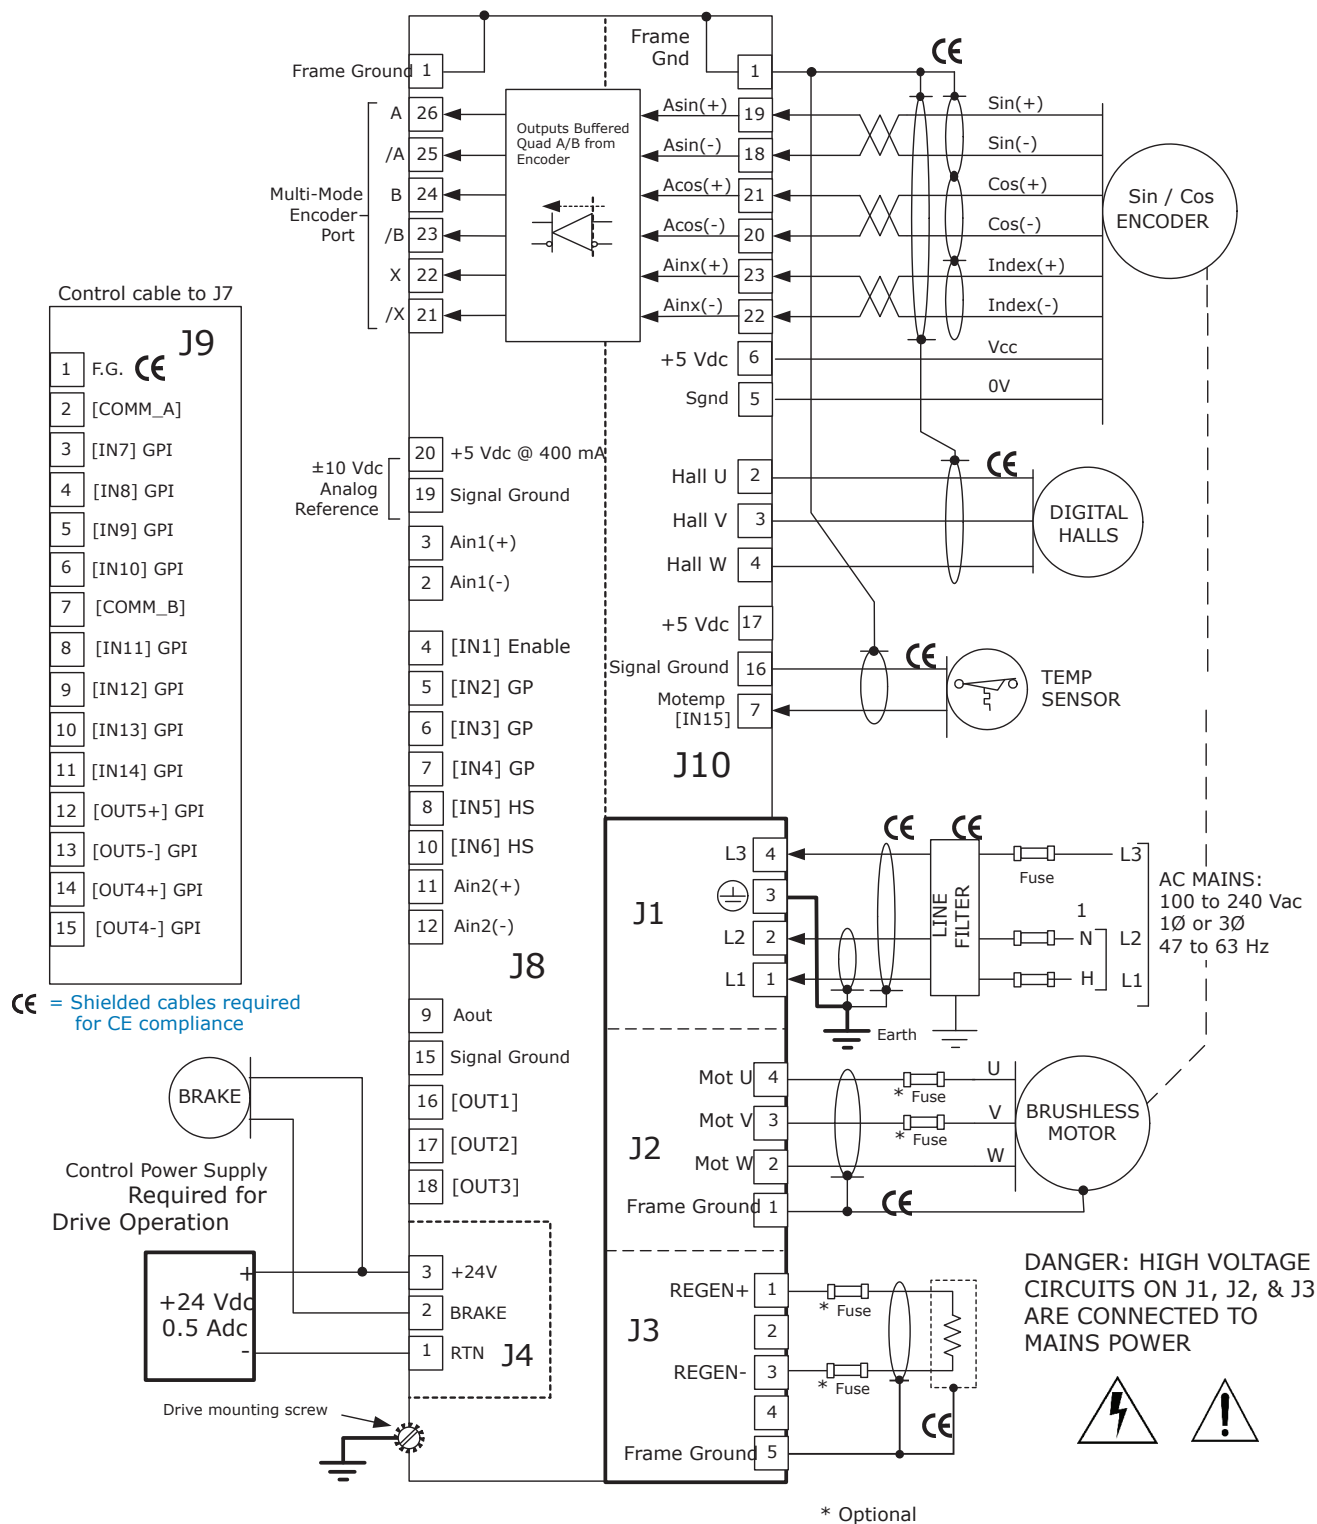 Control cable to J7
J9
1 F.G. CE
2 [COMM_A]
3 [IN7] GPI
4 [IN8] GPI
5 [IN9] GPI
6 [IN10] GPI
7 [COMM_B]
8 [IN11] GPI
9 [IN12] GPI
10 [IN13] GPI
11 [IN14] GPI
12 [OUT5+] GPI
13 [OUT5-] GPI
14 [OUT4+] GPI
15 [OUT4-] GPI
CE = Shielded cables required
for CE compliance
BRAKE
Control Power Supply
Required for
Drive Operation
+
+24 Vdc
0.5 Adc
-
Drive mounting screw
Frame Ground 1
Multi-Mode
Encoder
Port
A 26
/A 25
B 24
/B 23
X 22
/X 21
Outputs Buffered
Quad A/B from
Encoder
±10 Vdc
Analog
Reference
20 +5 Vdc @ 400 mA
19 Signal Ground
3 Ain1(+)
2 Ain1(-)
4 [IN1] Enable
5 [IN2] GP
6 [IN3] GP
7 [IN4] GP
8 [IN5] HS
10 [IN6] HS
11 Ain2(+)
12 Ain2(-)
J8
9 Aout
15 Signal Ground
16 [OUT1]
17 [OUT2]
18 [OUT3]
3 +24V
2 BRAKE
1 RTN
J4
Frame
Gnd
1
CE
Asin(+) 19 Sin(+)
Asin(-) 18 Sin(-)
Acos(+) 21 Cos(+)
Acos(-) 20 Cos(-)
Ainx(+) 23 Index(+)
Ainx(-) 22 Index(-)
+5 Vdc 6 Vcc
Sgnd 5 0V
Sin / Cos
ENCODER
Hall U 2 CE
Hall V 3
Hall W 4
DIGITAL
HALLS
+5 Vdc 17
Signal Ground 16 CE
Motemp
[IN15] 7
TEMP
SENSOR
J10
J1
L3 4
3
L2 2
L1 1
CE CE
LINE
FILTER
Fuse
L3
1
N L2
H L1
AC MAINS:
100 to 240 Vac
1Ø or 3Ø
47 to 63 Hz
Earth
J2
Mot U 4 * Fuse U
Mot V 3 * Fuse V
Mot W 2 W
Frame Ground 1 CE
BRUSHLESS
MOTOR
J3
REGEN+ 1 * Fuse
2
REGEN- 3 * Fuse
4
CE
Frame Ground 5
DANGER: HIGH VOLTAGE
CIRCUITS ON J1, J2, & J3
ARE CONNECTED TO
MAINS POWER
!
* Optional